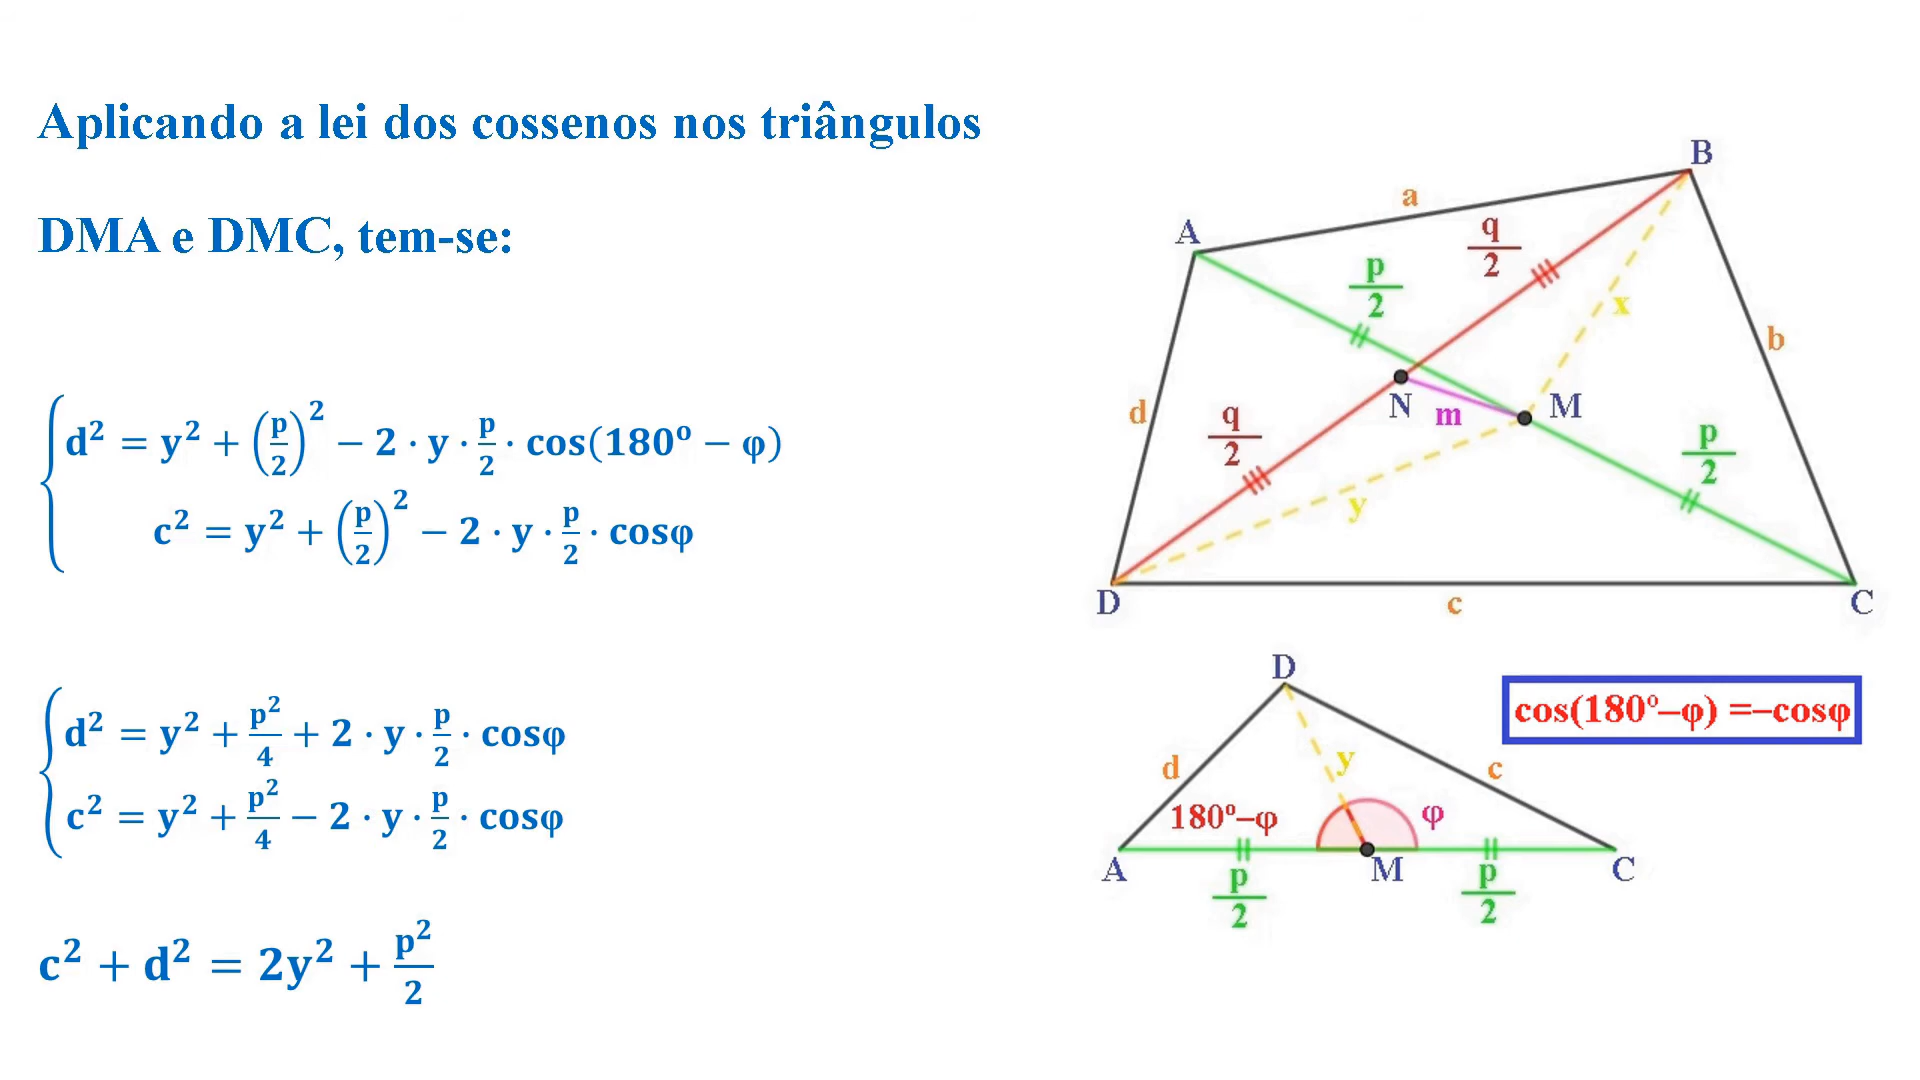 Aplicando a lei dos cossenos nos triângulos
DMA e DMC, tem-se:
d² = y² + (p/2)² − 2 · y · p/2 · cos(180º − φ)
c² = y² + (p/2)² − 2 · y · p/2 · cosφ
d² = y² + p²/4 + 2 · y · p/2 · cosφ
c² = y² + p²/4 − 2 · y · p/2 · cosφ
c² + d² = 2y² + p²/2
B
a
A
q/2
p/2
x
b
d
q/2
N
m
M
p/2
y
D
c
C
D
cos(180º–φ) =–cosφ
d
y
c
180º–φ
φ
A
M
C
p/2
p/2